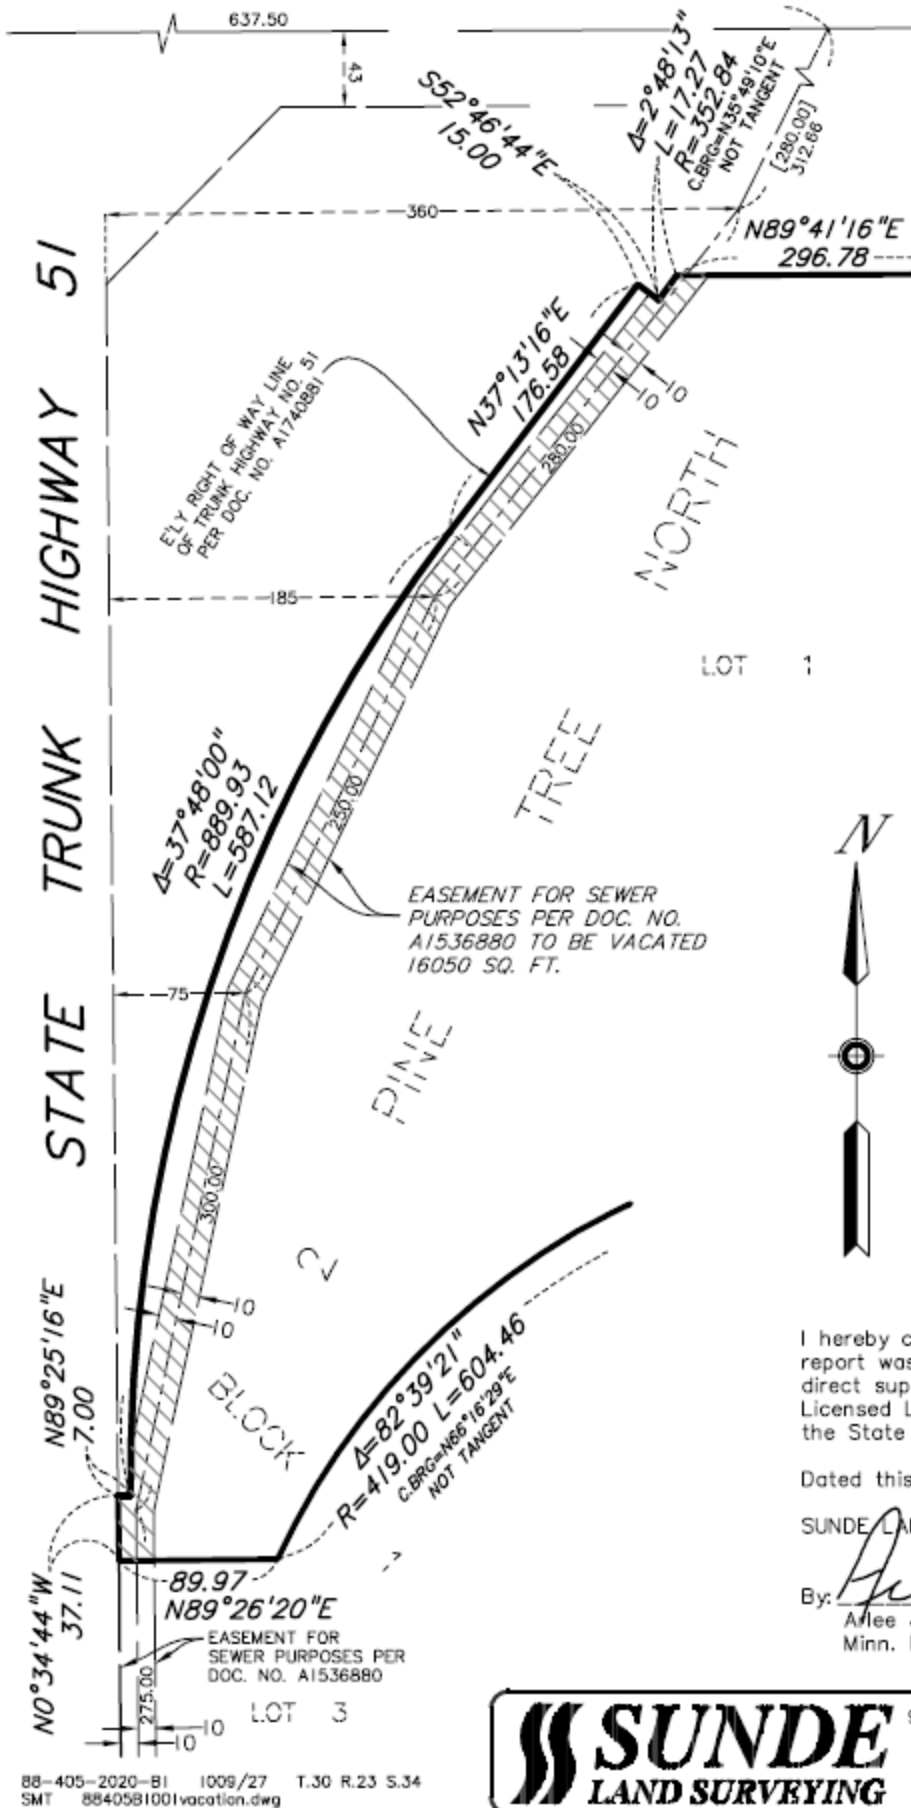 637.50
43
S52°46'44"E
15.00
Δ=2°48'13"
L=17.27
R=352.84
C.BRG=N35°49'10"E
NOT TANGENT
[280.00]
312.66
360
N89°41'16"E
296.78
STATE TRUNK HIGHWAY 51
E'LY RIGHT OF WAY LINE
OF TRUNK HIGHWAY NO. 51
PER DOC. NO. A1740881
N37°13'16"E
176.58
10
10
280.00
NORTH
185
LOT 1
TREE
Δ=37°48'00"
R=889.93
L=587.12
250.00
N
EASEMENT FOR SEWER
PURPOSES PER DOC. NO.
A1536880 TO BE VACATED
16050 SQ. FT.
75
PINE
300.00
2
10
10
BLOCK
N89°25'16"E
7.00
Δ=82°39'21"
R=419.00 L=604.46
C.BRG=N66°16'29"E
NOT TANGENT
I hereby c
report was
direct sup
Licensed L
the State
Dated this
SUNDE LA
By:
Arlee
Minn.
N0°34'44"W
37.11
89.97
N89°26'20"E
EASEMENT FOR
SEWER PURPOSES PER
DOC. NO. A1536880
275.00
10
10
LOT 3
SUNDE
LAND SURVEYING
88-405-2020-B1 1009/27 T.30 R.23 S.34
SMT 88405B1001vacation.dwg